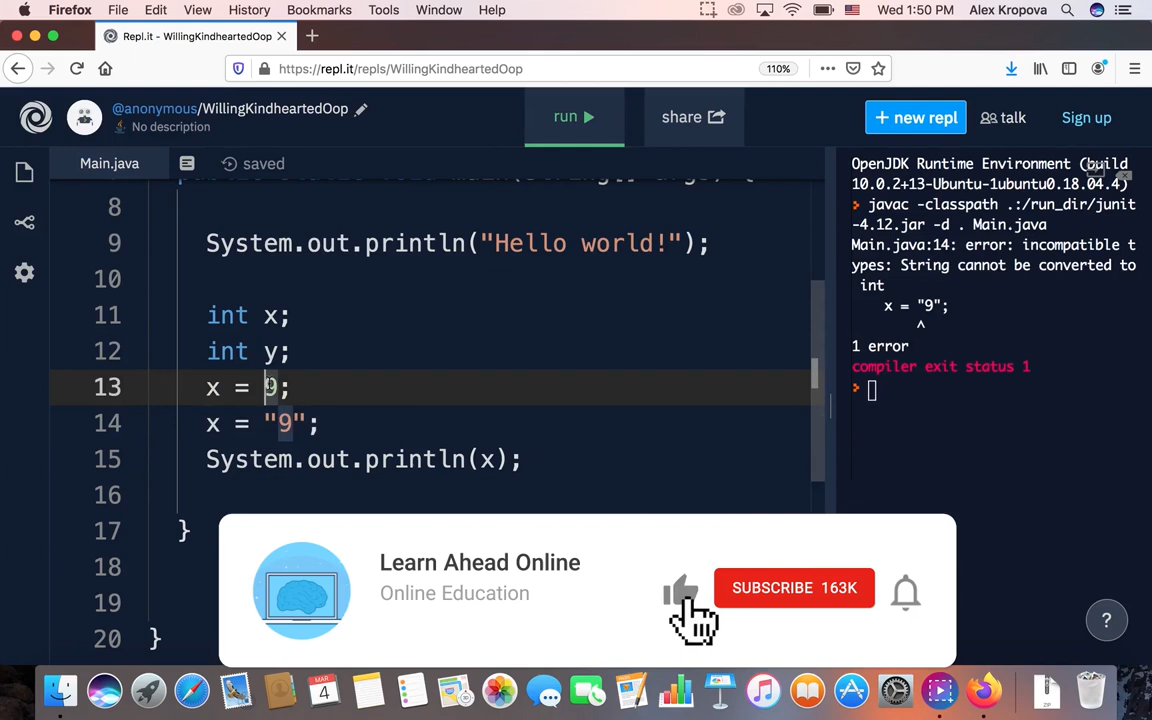 Firefox File Edit View History Bookmarks Tools Window Help Wed 1:50 PM Alex Kropova
Repl.it - WillingKindheartedOop
https://repl.it/repls/WillingKindheartedOop 110%
@anonymous/WillingKindheartedOop
No description
run
share
+ new repl
talk
Sign up
Main.java
saved
8
9 System.out.println("Hello world!");
10
11 int x;
12 int y;
13 x = 9;
14 x = "9";
15 System.out.println(x);
16
17 }
18
19
20 }
OpenJDK Runtime Environment (build
10.0.2+13-Ubuntu-1ubuntu0.18.04.4)
javac -classpath .:/run_dir/junit
-4.12.jar -d . Main.java
Main.java:14: error: incompatible t
ypes: String cannot be converted to
int
x = "9";
^
1 error
compiler exit status 1
Learn Ahead Online
Online Education
SUBSCRIBE 163K
?
MAR
4
ZIP